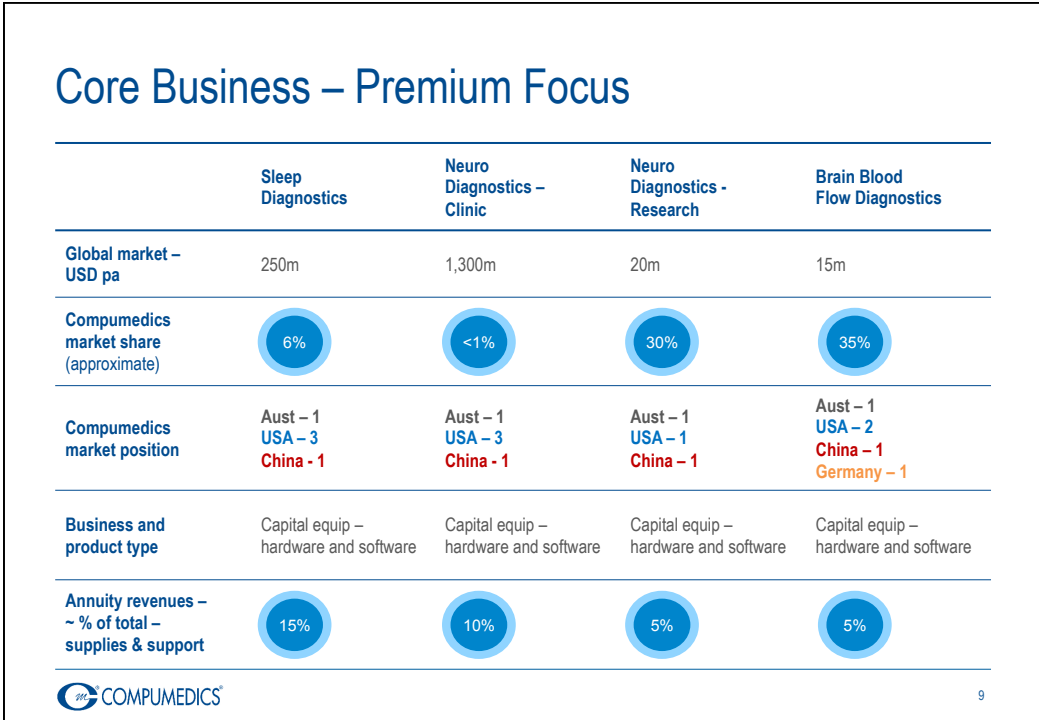 Core Business – Premium Focus
Sleep
Diagnostics
Neuro
Diagnostics –
Clinic
Neuro
Diagnostics -
Research
Brain Blood
Flow Diagnostics
Global market –
USD pa
250m
1,300m
20m
15m
Compumedics
market share
(approximate)
6%
<1%
30%
35%
Compumedics
market position
Aust – 1
USA – 3
China - 1
Aust – 1
USA – 3
China - 1
Aust – 1
USA – 1
China – 1
Aust – 1
USA – 2
China – 1
Germany – 1
Business and
product type
Capital equip –
hardware and software
Capital equip –
hardware and software
Capital equip –
hardware and software
Capital equip –
hardware and software
Annuity revenues –
~ % of total –
supplies & support
15%
10%
5%
5%
COMPUMEDICS®
9